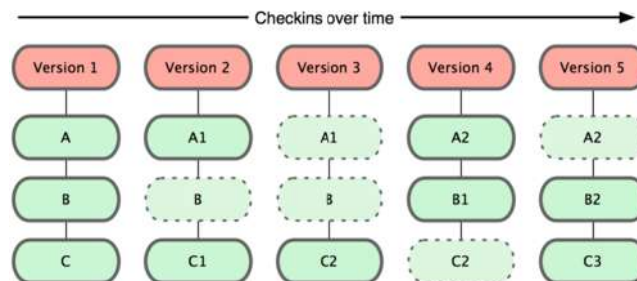 Checkins over time
Version 1 Version 2 Version 3 Version 4 Version 5
A A1 A1 A2 A2
B B B B1 B2
C C1 C2 C2 C3